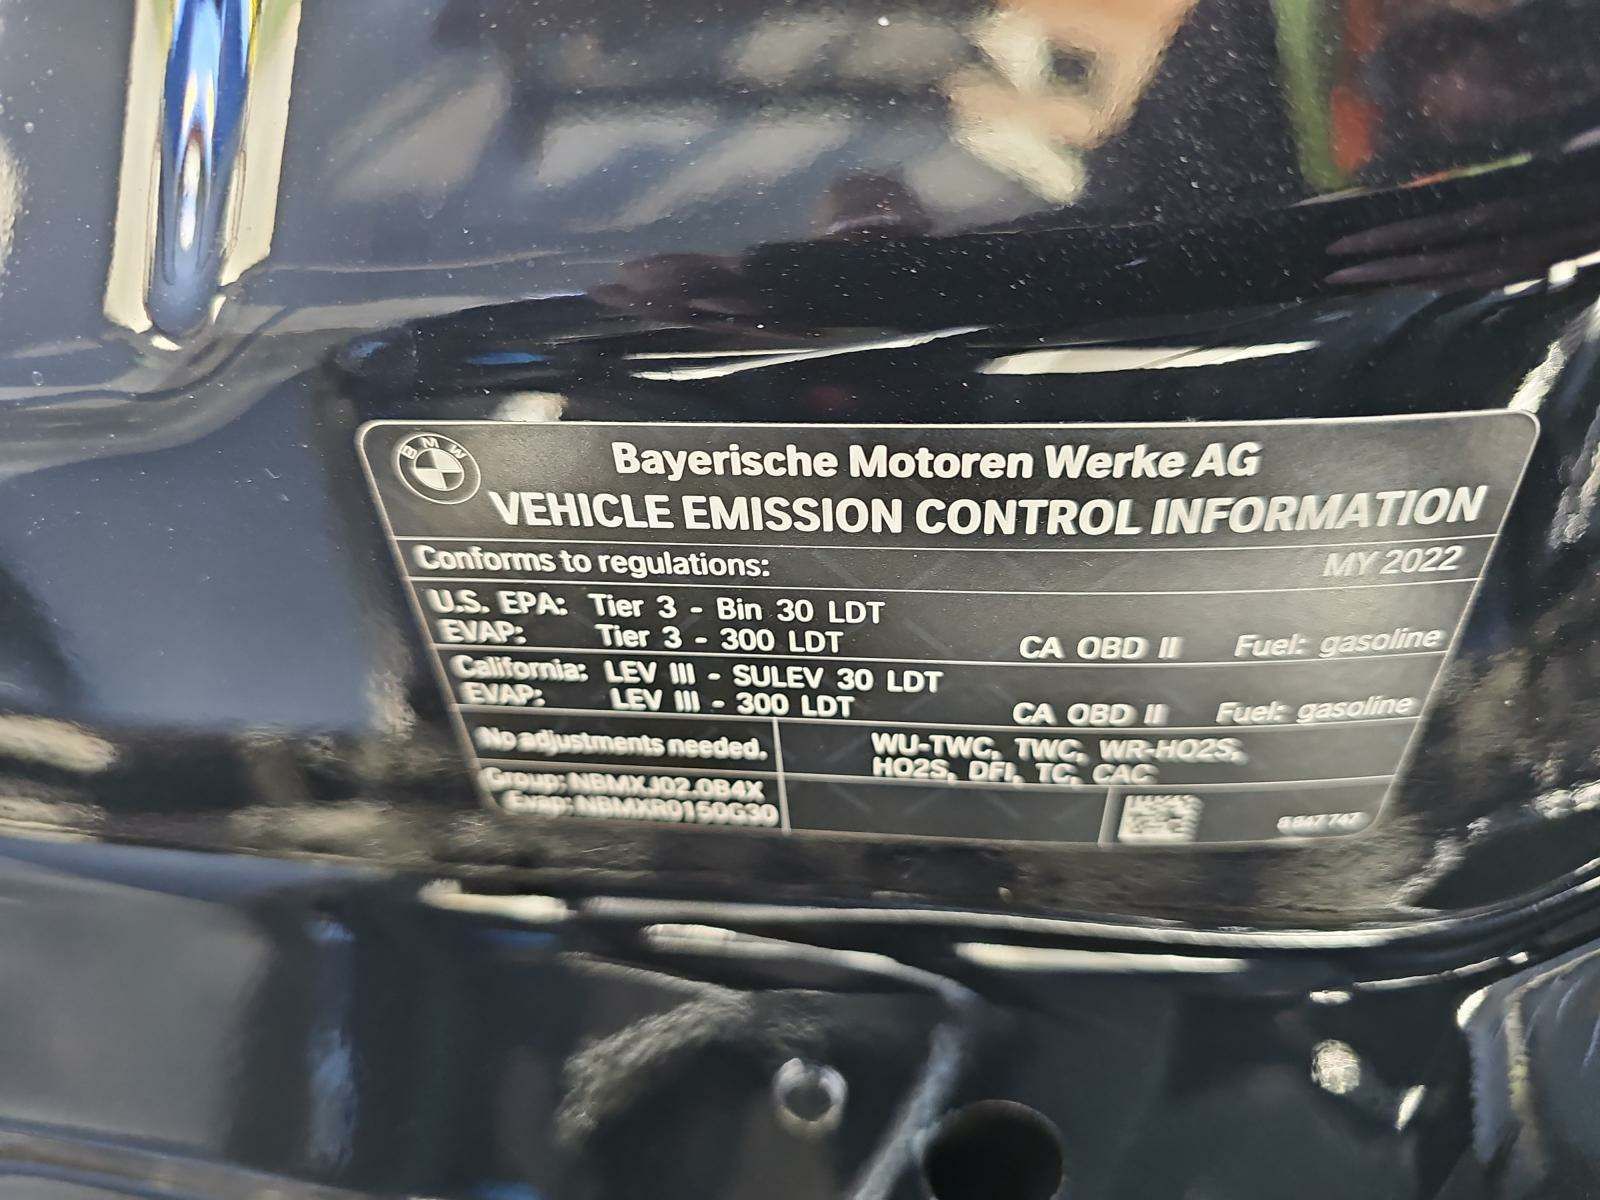 BMW
Bayerische Motoren Werke AG
VEHICLE EMISSION CONTROL INFORMATION
Conforms to regulations: MY 2022
U.S. EPA: Tier 3 - Bin 30 LDT
EVAP: Tier 3 - 300 LDT CA OBD II Fuel: gasoline
California: LEV III - SULEV 30 LDT
EVAP: LEV III - 300 LDT CA OBD II Fuel: gasoline
No adjustments needed.
WU-TWC, TWC, WR-HO2S,
HO2S, DFI, TC, CAC
Group: NBMXJ02.0B4X
Evap: NBMXR0150G30
8 847 747